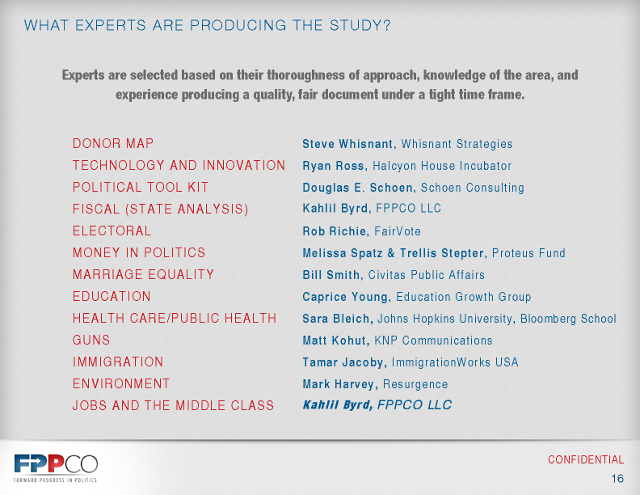 WHAT EXPERTS ARE PRODUCING THE STUDY?
Experts are selected based on their thoroughness of approach, knowledge of the area, and
experience producing a quality, fair document under a tight time frame.
DONOR MAP Steve Whisnant, Whisnant Strategies
TECHNOLOGY AND INNOVATION Ryan Ross, Halcyon House Incubator
POLITICAL TOOL KIT Douglas E. Schoen, Schoen Consulting
FISCAL (STATE ANALYSIS) Kahlil Byrd, FPPCO LLC
ELECTORAL Rob Richie, FairVote
MONEY IN POLITICS Melissa Spatz & Trellis Stepter, Proteus Fund
MARRIAGE EQUALITY Bill Smith, Civitas Public Affairs
EDUCATION Caprice Young, Education Growth Group
HEALTH CARE/PUBLIC HEALTH Sara Bleich, Johns Hopkins University, Bloomberg School
GUNS Matt Kohut, KNP Communications
IMMIGRATION Tamar Jacoby, ImmigrationWorks USA
ENVIRONMENT Mark Harvey, Resurgence
JOBS AND THE MIDDLE CLASS Kahlil Byrd, FPPCO LLC
FPPCO
FORWARD PROGRESS IN POLITICS
CONFIDENTIAL
16